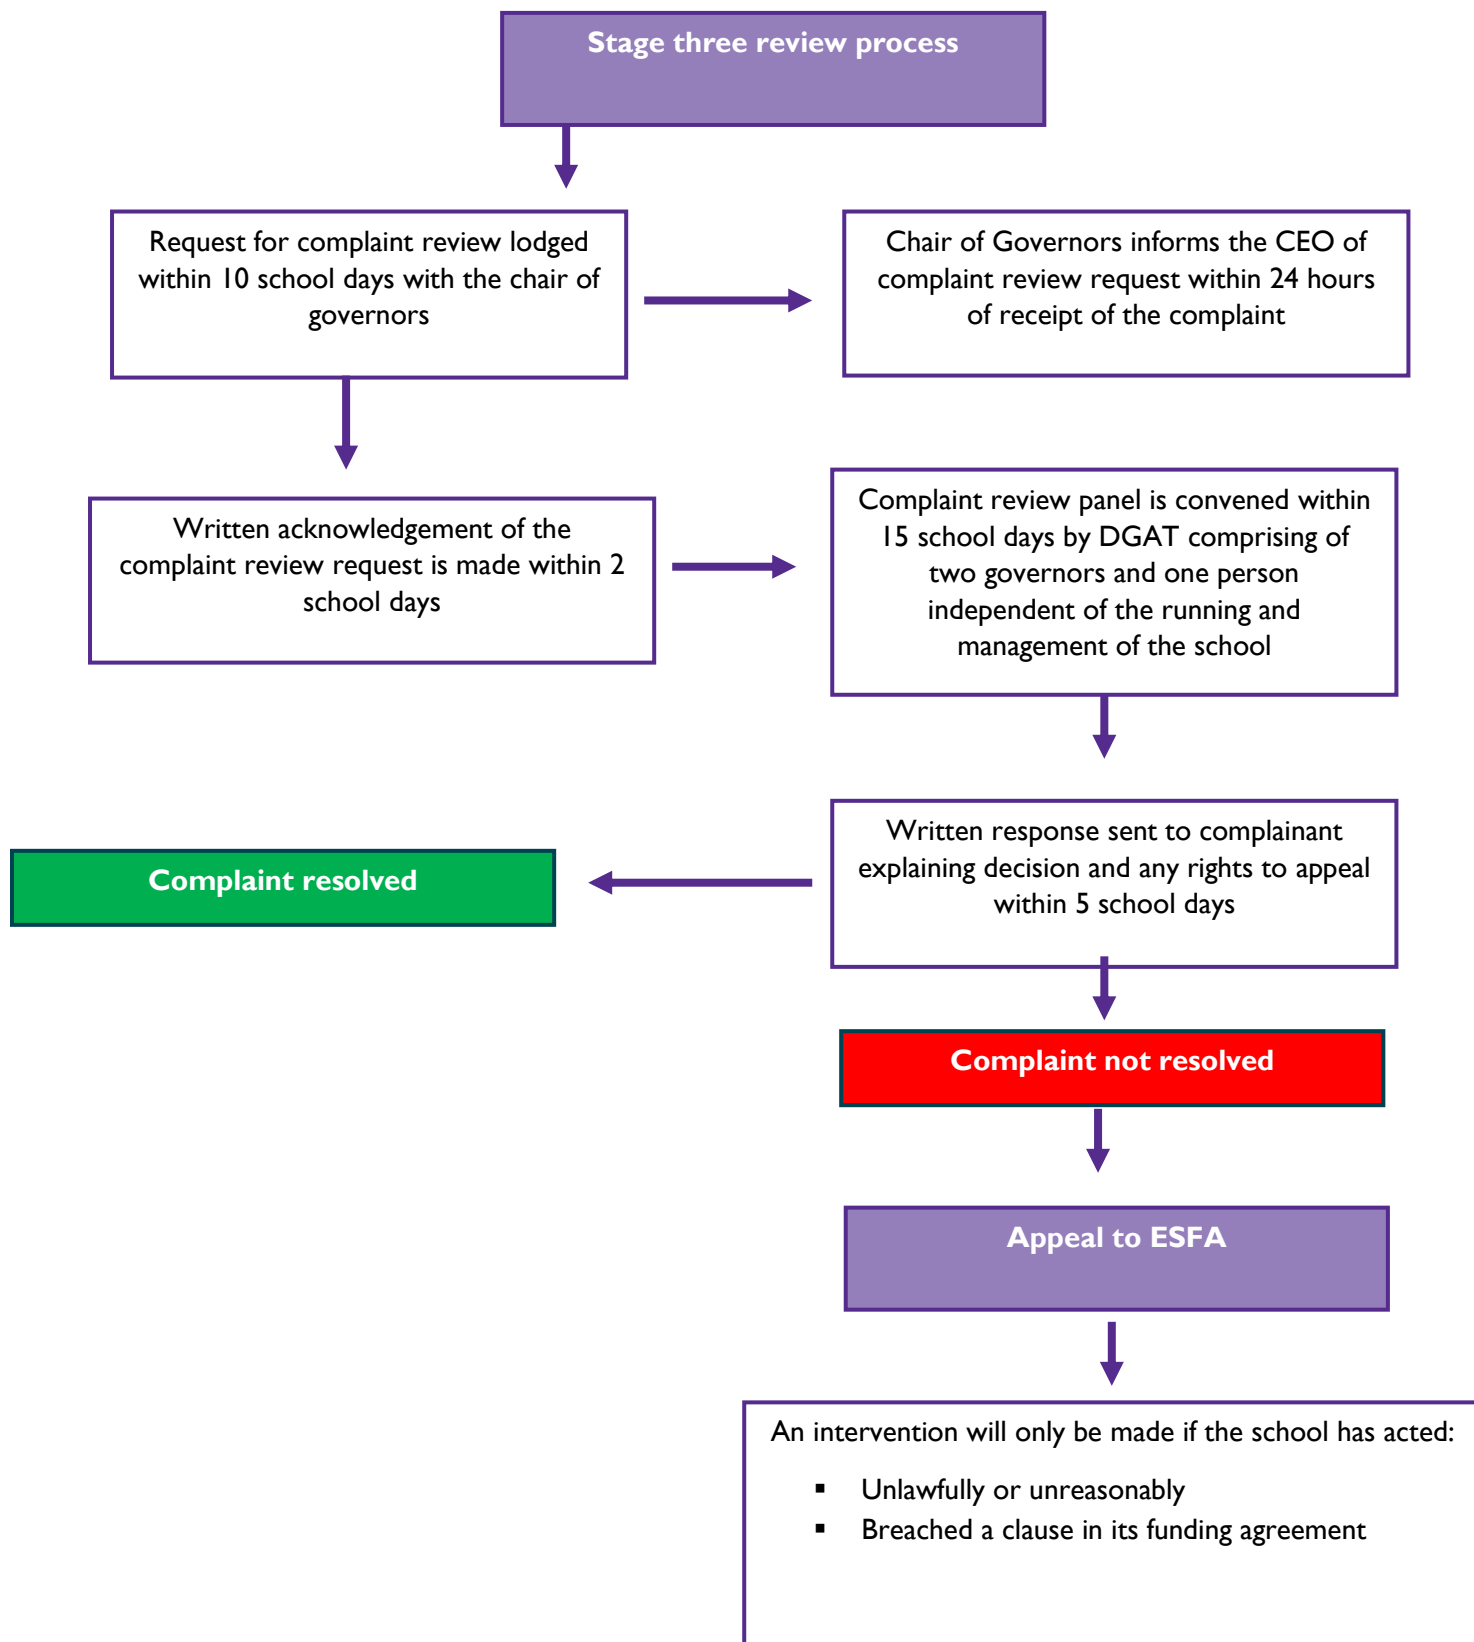 Stage three review process
Request for complaint review lodged
within 10 school days with the chair of
governors
Chair of Governors informs the CEO of
complaint review request within 24 hours
of receipt of the complaint
Written acknowledgement of the
complaint review request is made within 2
school days
Complaint review panel is convened within
15 school days by DGAT comprising of
two governors and one person
independent of the running and
management of the school
Written response sent to complainant
explaining decision and any rights to appeal
within 5 school days
Complaint resolved
Complaint not resolved
Appeal to ESFA
An intervention will only be made if the school has acted:
▪ Unlawfully or unreasonably
▪ Breached a clause in its funding agreement